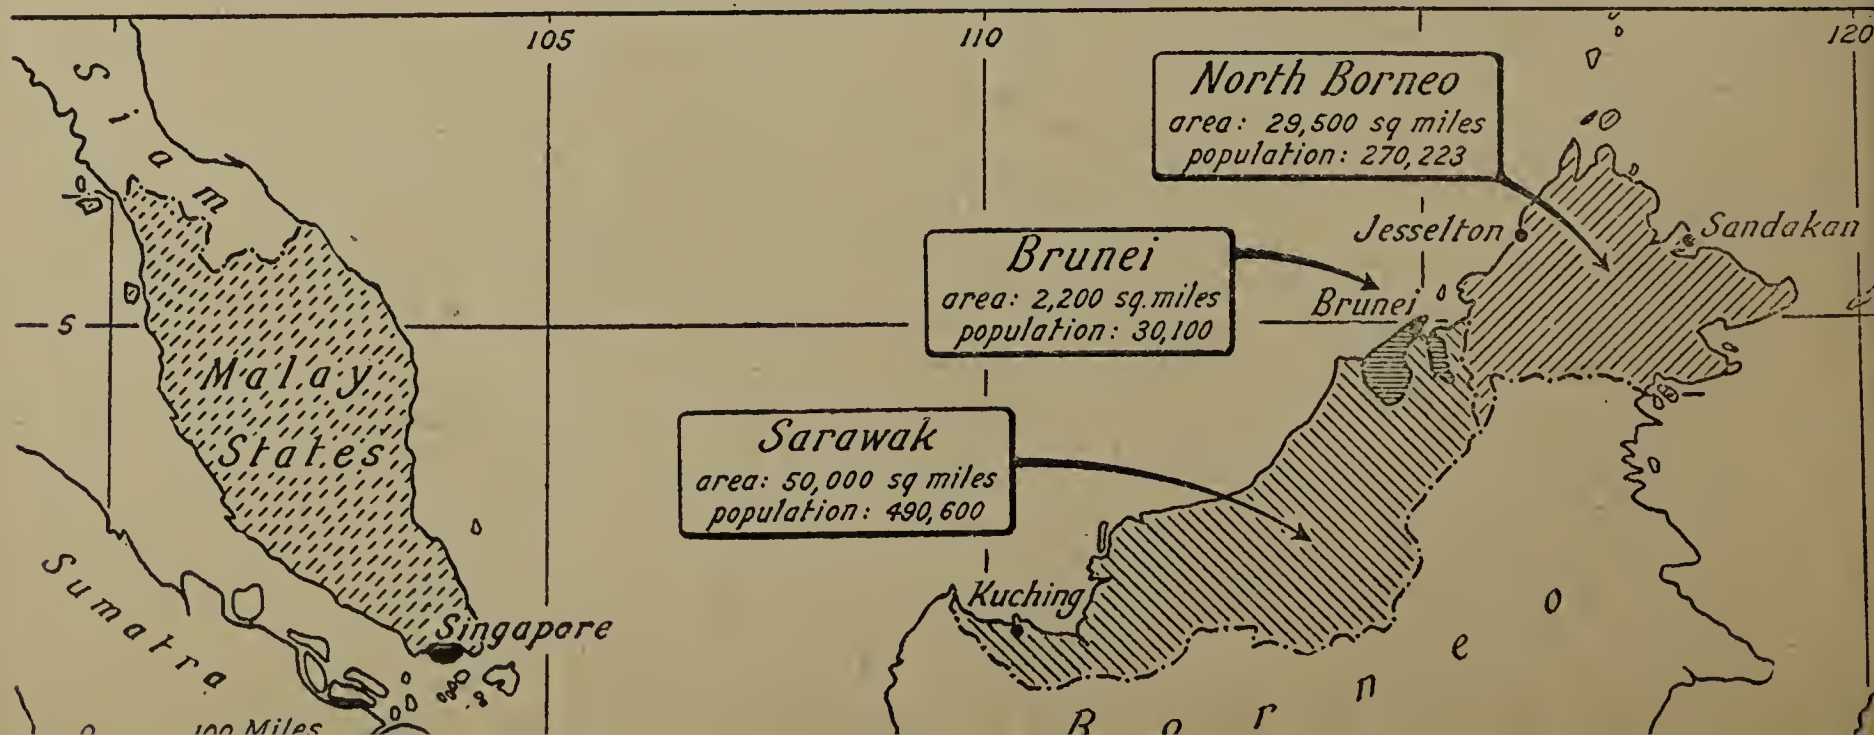 105
110
120
Siam
North Borneo
area: 29,500 sq miles
population: 270,223
Jesselton
Sandakan
Brunei
area: 2,200 sq.miles
population: 30,100
Brunei
5
Malay
States
Sarawak
area: 50,000 sq miles
population: 490,600
Kuching
Singapore
Sumatra
Borneo
0 100 Miles